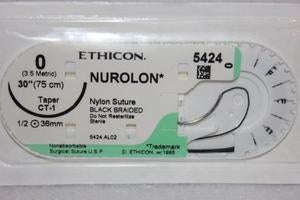 ETHICON
5424
0
0
(3.5 Metric)
30"(75 cm)
NUROLON*
Taper
CT-1
Nylon Suture
BLACK BRAIDED
Do Not Resterilize
Sterile
1/2 36mm
5424.AL02
*Trademark
Nonabsorbable
Surgical Suture U.S.P.
ETHICON, INC. 1985